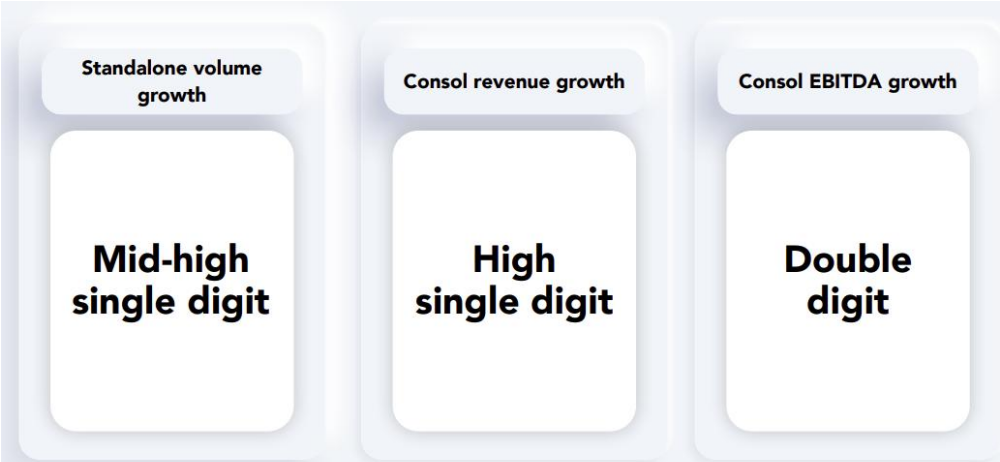 Standalone volume
growth
Consol revenue growth
Consol EBITDA growth
Mid-high
single digit
High
single digit
Double
digit